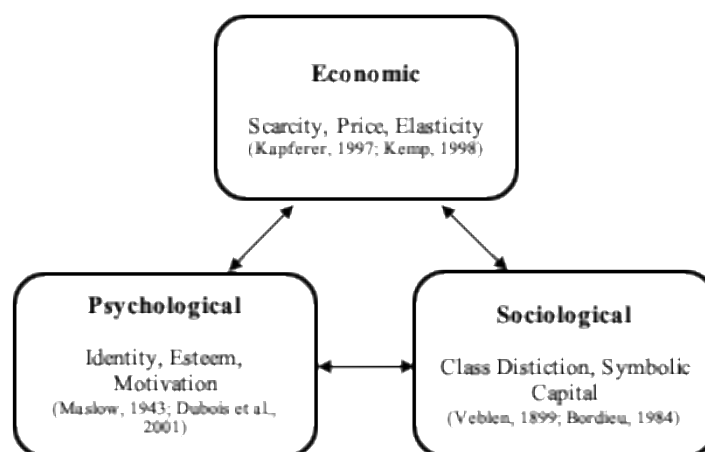 Economic
Scarcity, Price, Elasticity
(Kapferer, 1997; Kemp, 1998)
Psychological
Identity, Esteem,
Motivation
(Maslow, 1943; Dubois et al.,
2001)
Sociological
Class Distiction, Symbolic
Capital
(Veblen, 1899; Bordieu, 1984)